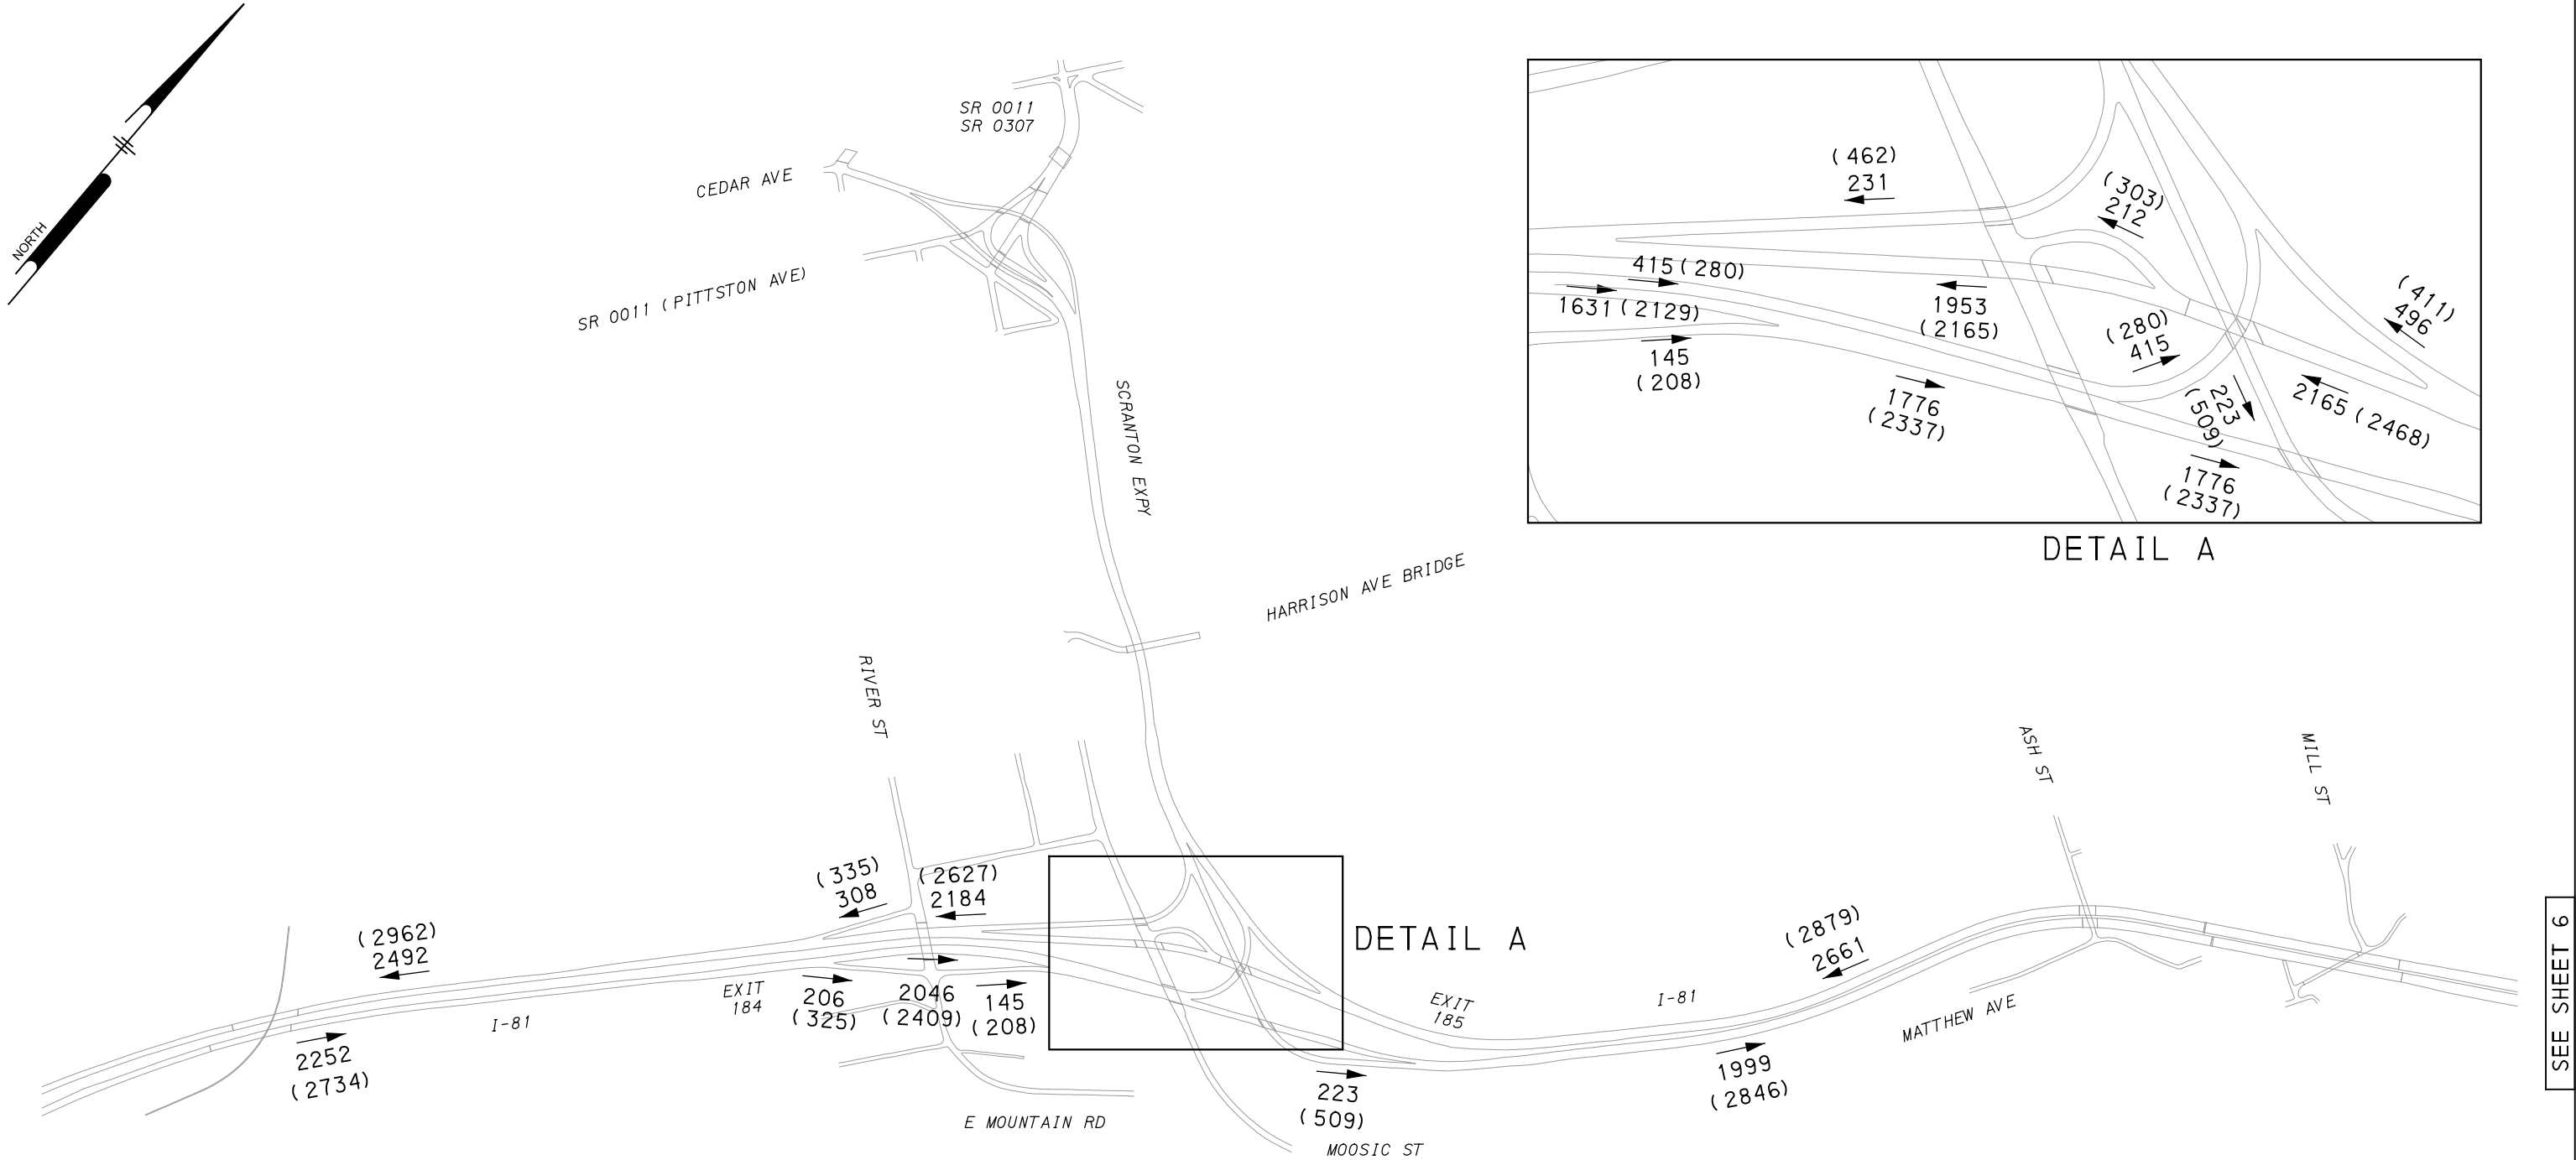 NORTH
SR 0011
SR 0307
CEDAR AVE
SR 0011 (PITTSTON AVE)
SCRANTON EXPY
HARRISON AVE BRIDGE
(462)
231
(303)
212
415 (280)
1631 (2129)
145
(208)
1953
(2165)
(280)
415
(411)
496
1776
(2337)
223
(509)
2165 (2468)
1776
(2337)
DETAIL A
RIVER ST
ASH ST
MILL ST
(335)
308
(2627)
2184
(2962)
2492
DETAIL A
(2879)
2661
EXIT
184
206
(325)
2046
(2409)
145
(208)
I-81
2252
(2734)
EXIT
185
I-81
MATTHEW AVE
1999
(2846)
223
(509)
E MOUNTAIN RD
MOOSIC ST
SEE SHEET 6